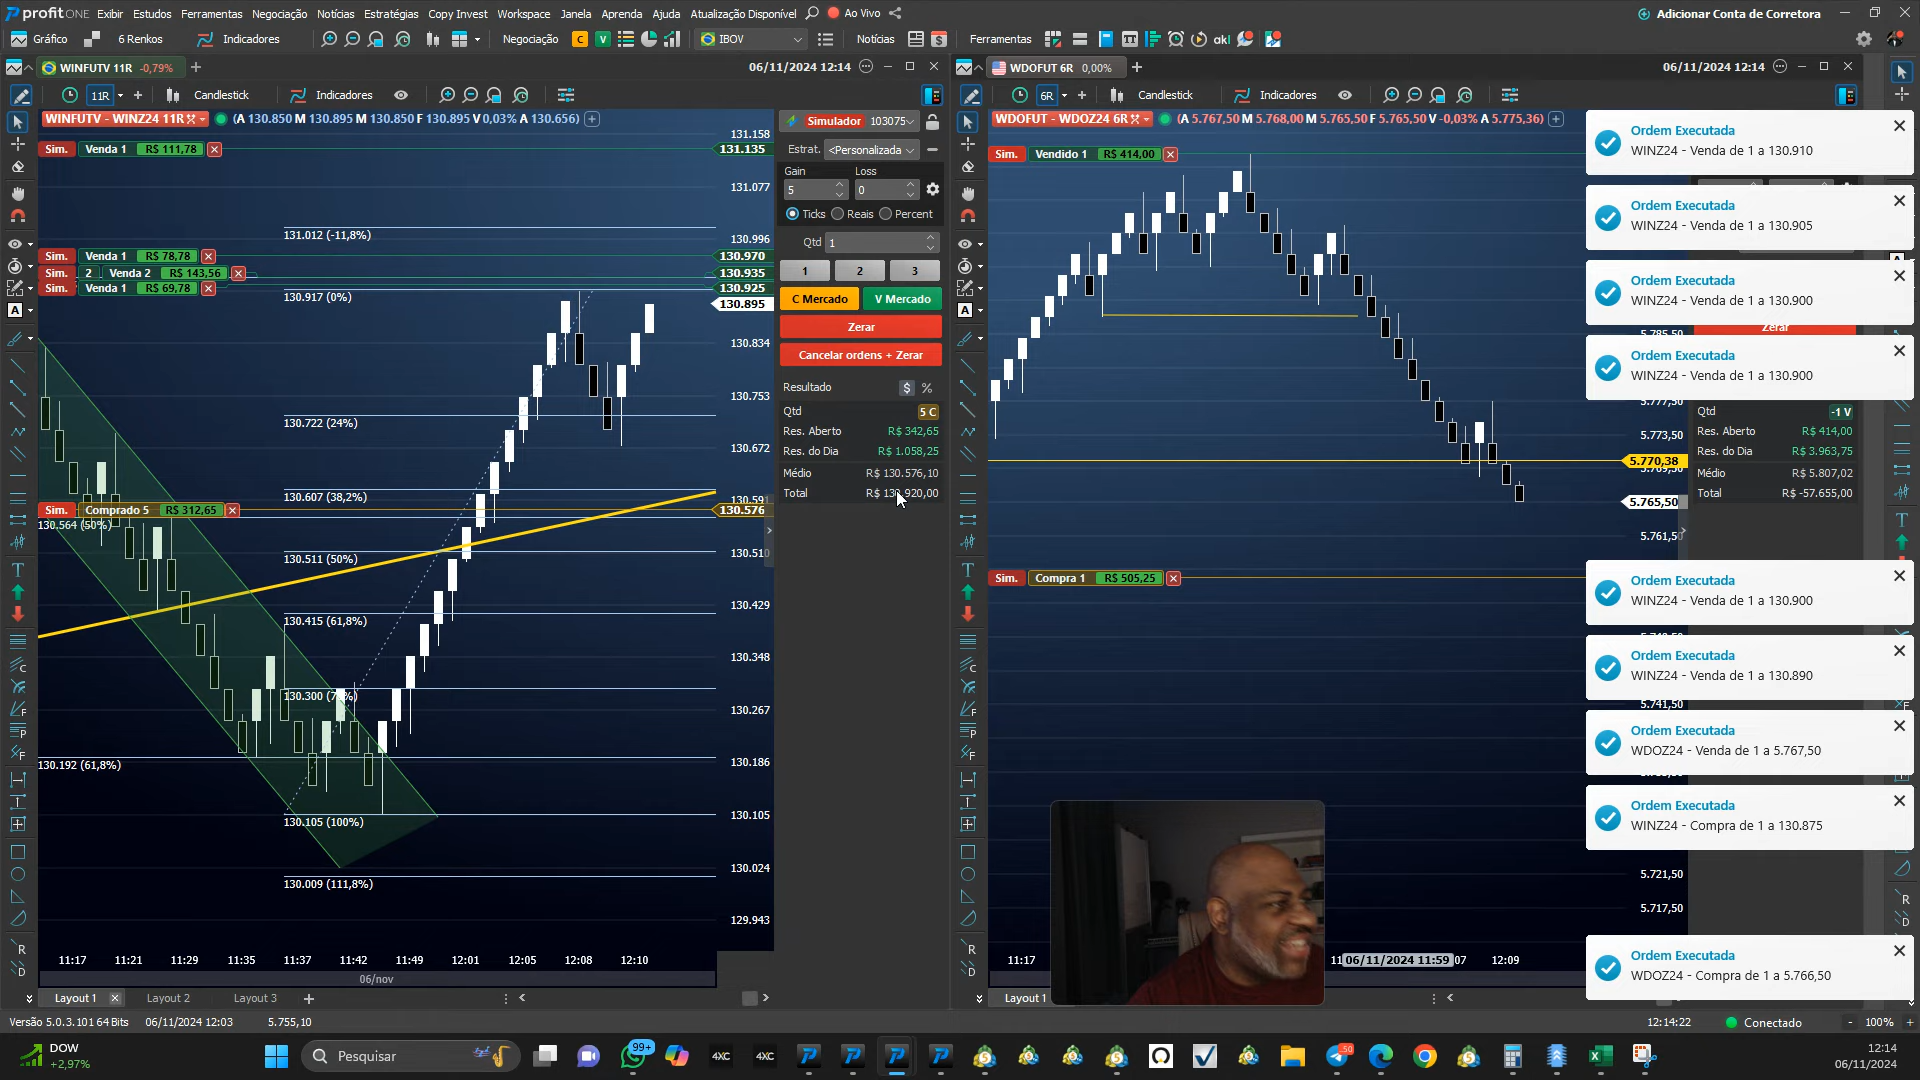 profitONE
Exibir Estudos Ferramentas Negociação Notícias Estratégias Copy Invest Workspace Janela Aprenda Ajuda Atualização Disponível Ao Vivo
Adicionar Conta de Corretora
Gráfico 6 Renkos Indicadores Negociação C V IBOV Notícias Ferramentas
WINFUTV 11R -0,79%
06/11/2024 12:14
11R Candlestick Indicadores
WINFUTV - WINZ24 11R (A 130.850 M 130.895 M 130.850 F 130.895 V 0,03% A 130.656)
Sim. Venda 1 R$ 111,78
Sim. Venda 1 R$ 78,78
Sim. 2 Venda 2 R$ 143,56
Sim. Venda 1 R$ 69,78
Sim. Comprado 5 R$ 312,65
131.012 (-11,8%)
130.917 (0%)
130.722 (24%)
130.607 (38,2%)
130.564 (50%)
130.511 (50%)
130.415 (61,8%)
130.192 (61,8%)
130.105 (100%)
130.009 (111,8%)
131.158
131.135
131.077
130.996
130.970
130.935
130.925
130.895
130.834
130.753
130.672
130.591
130.576
130.510
130.429
130.348
130.267
130.186
130.105
130.024
129.943
11:17 11:21 11:29 11:35 11:37 11:42 11:49 12:01 12:05 12:08 12:10
06/nov
Layout 1 Layout 2 Layout 3
Simulador 103075
Estrat. <Personalizada
Gain Loss
5 0
Ticks Reais Percent
Qtd 1
1 2 3
C Mercado V Mercado
Zerar
Cancelar ordens + Zerar
Resultado $ %
Qtd 5 C
Res. Aberto R$ 342,65
Res. do Dia R$ 1.058,25
Médio R$ 130.576,10
Total
WDOFUT 6R 0,00%
06/11/2024 12:14
6R Candlestick Indicadores
WDOFUT - WDOZ24 6R (A 5.767,50 M 5.768,00 M 5.765,50 F 5.765,50 V -0,03% A 5.775,36)
Sim. Vendido 1 R$ 414,00
Sim. Compra 1 R$ 505,25
5.785,50
5.777,50
5.773,50
5.770,38
5.765,50
5.761,50
5.741,50
5.721,50
5.717,50
11:17
06/11/2024 11:59
07
12:09
Layout 1
Zerar
Qtd -1 V
Res. Aberto R$ 414,00
Res. do Dia R$ 3.963,75
Médio R$ 5.807,02
Total R$ -57.655,00
Ordem Executada
WINZ24 - Venda de 1 a 130.910
Ordem Executada
WINZ24 - Venda de 1 a 130.905
Ordem Executada
WINZ24 - Venda de 1 a 130.900
Ordem Executada
WINZ24 - Venda de 1 a 130.900
Ordem Executada
WINZ24 - Venda de 1 a 130.900
Ordem Executada
WINZ24 - Venda de 1 a 130.890
Ordem Executada
WDOZ24 - Venda de 1 a 5.767,50
Ordem Executada
WINZ24 - Compra de 1 a 130.875
Ordem Executada
WDOZ24 - Compra de 1 a 5.766,50
Versão 5.0.3.101 64 Bits 06/11/2024 12:03 5.755,10
12:14:22 Conectado - 100% +
DOW
+2,97%
Pesquisar
99+
4XC 4XC
50
12:14
06/11/2024